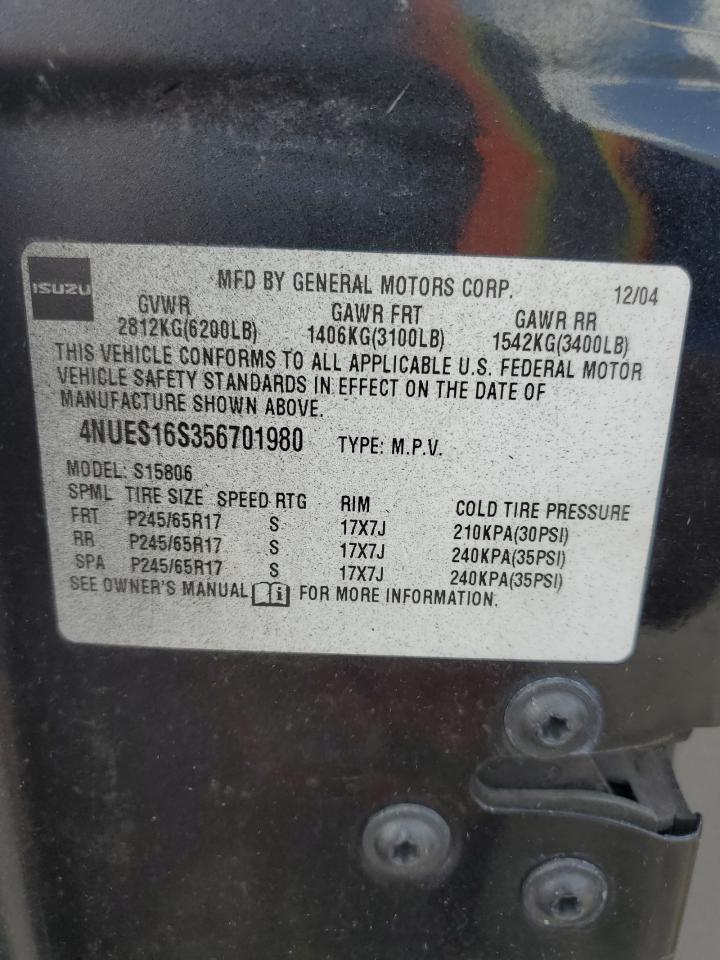 ISUZU
MFD BY GENERAL MOTORS CORP. 12/04
GVWR GAWR FRT GAWR RR
2812KG(6200LB) 1406KG(3100LB) 1542KG(3400LB)
THIS VEHICLE CONFORMS TO ALL APPLICABLE U.S. FEDERAL MOTOR
VEHICLE SAFETY STANDARDS IN EFFECT ON THE DATE OF
MANUFACTURE SHOWN ABOVE.
4NUES16S356701980 TYPE: M.P.V.
MODEL: S15806
SPML TIRE SIZE SPEED RTG RIM COLD TIRE PRESSURE
FRT P245/65R17 S 17X7J 210KPA(30PSI)
RR P245/65R17 S 17X7J 240KPA(35PSI)
SPA P245/65R17 S 17X7J 240KPA(35PSI)
SEE OWNER'S MANUAL i FOR MORE INFORMATION.